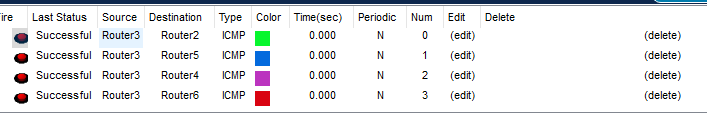 ire Last Status Source Destination Type Color Time(sec) Periodic Num Edit Delete
Successful Router3 Router2 ICMP 0.000 N 0 (edit) (delete)
Successful Router3 Router5 ICMP 0.000 N 1 (edit) (delete)
Successful Router3 Router4 ICMP 0.000 N 2 (edit) (delete)
Successful Router3 Router6 ICMP 0.000 N 3 (edit) (delete)